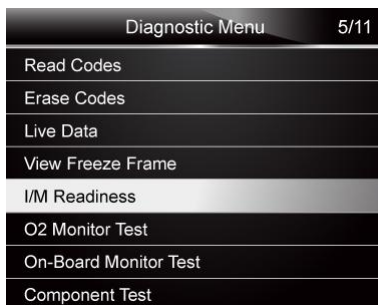 Diagnostic Menu 5/11
Read Codes
Erase Codes
Live Data
View Freeze Frame
I/M Readiness
O2 Monitor Test
On-Board Monitor Test
Component Test